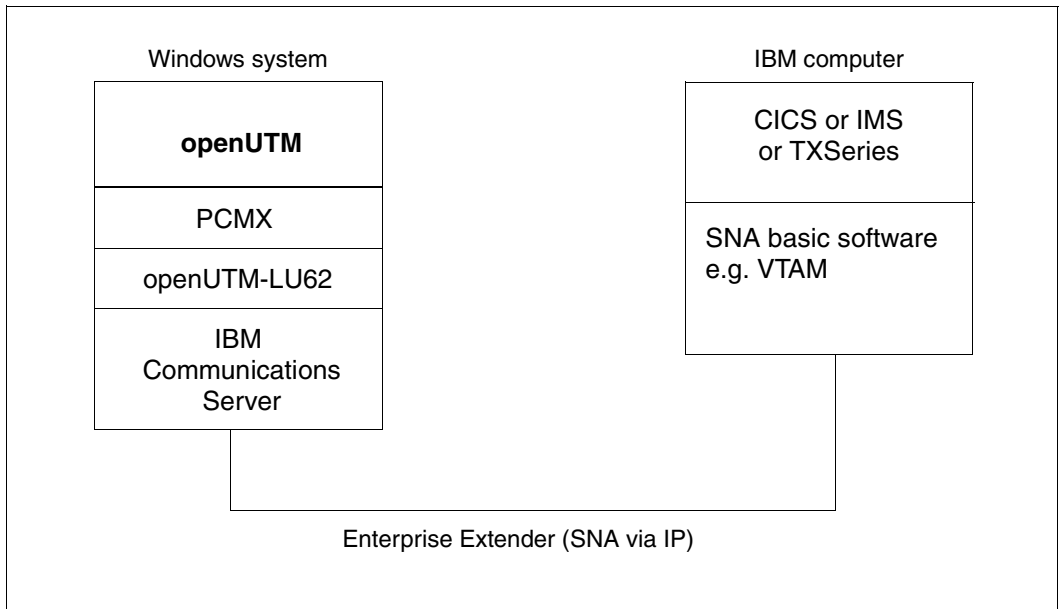 Windows system
openUTM
PCMX
openUTM-LU62
IBM
Communications
Server
IBM computer
CICS or IMS
or TXSeries
SNA basic software
e.g. VTAM
Enterprise Extender (SNA via IP)